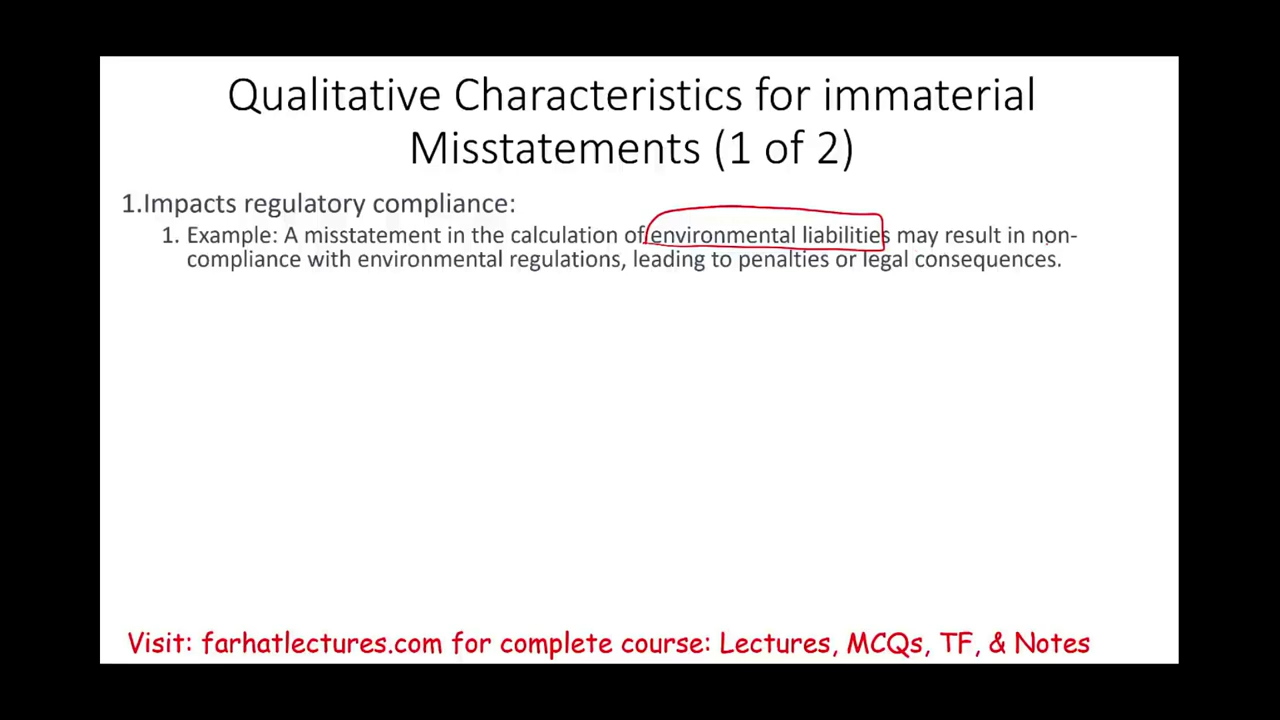 Qualitative Characteristics for immaterial
Misstatements (1 of 2)
1.Impacts regulatory compliance:
1. Example: A misstatement in the calculation of environmental liabilities may result in non-
compliance with environmental regulations, leading to penalties or legal consequences.
Visit: farhatlectures.com for complete course: Lectures, MCQs, TF, & Notes